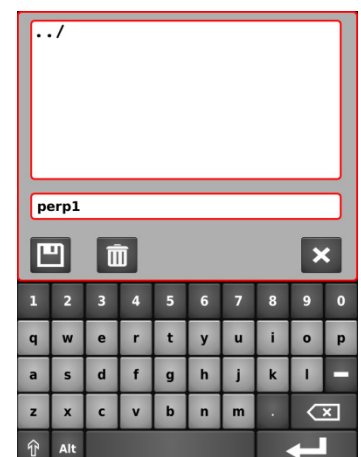 ../
perp1
1 2 3 4 5 6 7 8 9 0
q w e r t y u i o p
a s d f g h j k l -
z x c v b n m .
Alt